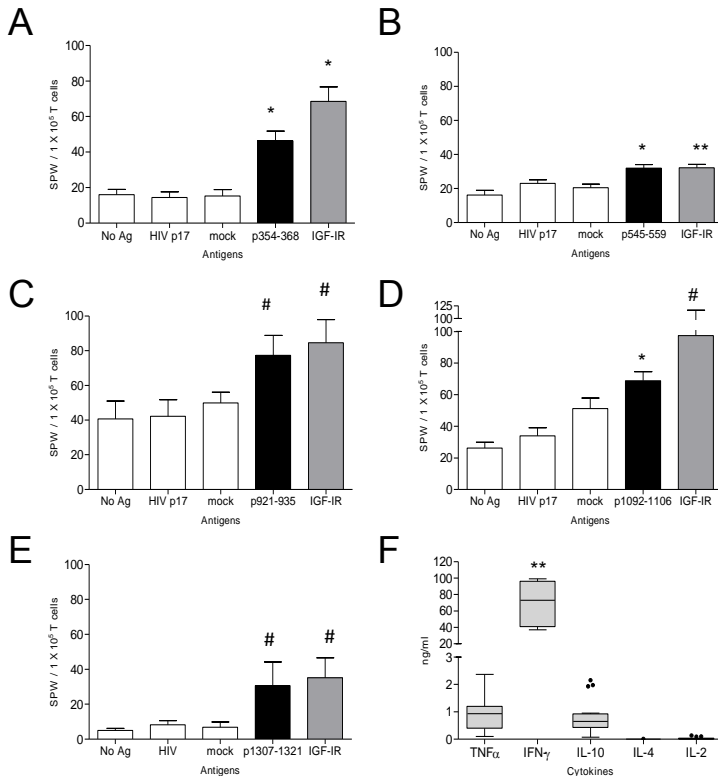 A
100
80
60
40
20
0
SPW / 1 X 10⁵ T cells
*
*
No Ag HIV p17 mock p354-368 IGF-IR
Antigens
B
100
80
60
40
20
0
SPW / 1 X 10⁵ T cells
*
**
No Ag HIV p17 mock p545-559 IGF-IR
Antigens
C
100
80
60
40
20
0
SPW / 1 X 10⁵ T cells
#
#
No Ag HIV p17 mock p921-935 IGF-IR
Antigens
D
125
100
100
80
60
40
20
0
SPW / 1 X 10⁵ T cells
*
#
No Ag HIV p17 mock p1092-1106 IGF-IR
Antigens
E
100
80
60
40
20
0
SPW / 1 X 10⁵ T cells
#
#
No Ag HIV mock p1307-1321 IGF-IR
Antigens
F
120
100
80
60
40
20
3
2
1
0
ng/ml
**
TNFα IFNγ IL-10 IL-4 IL-2
Cytokines